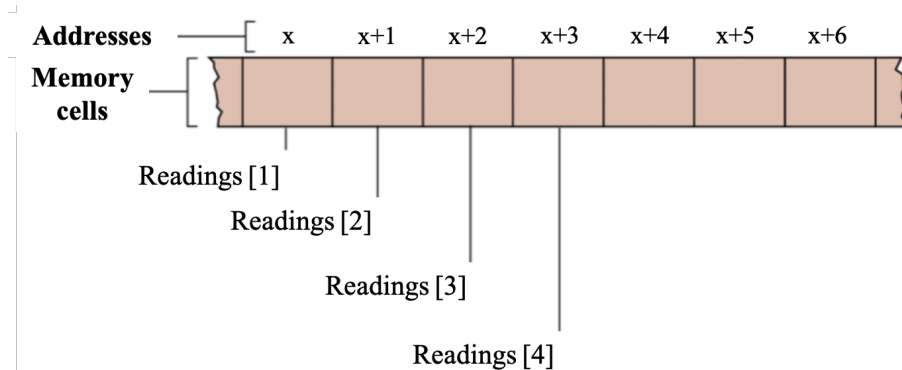 Addresses x x+1 x+2 x+3 x+4 x+5 x+6
Memory
cells
Readings [1]
Readings [2]
Readings [3]
Readings [4]